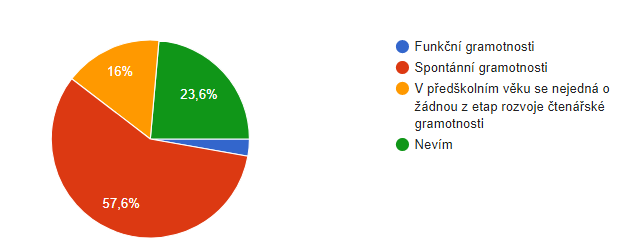 16%
23,6%
57,6%
Funkční gramotnosti
Spontánní gramotnosti
V předškolním věku se nejedná o
žádnou z etap rozvoje čtenářské
gramotnosti
Nevím